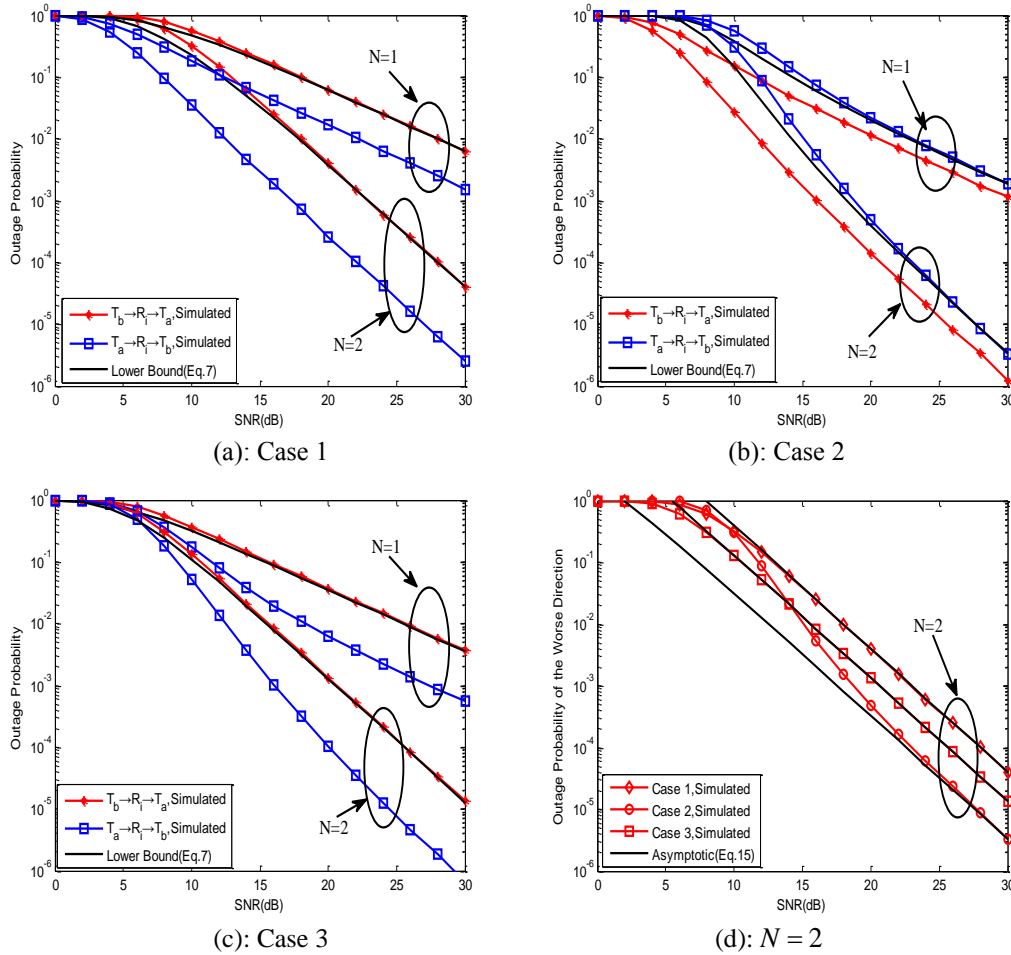 10^0
10^-1
10^-2
10^-3
10^-4
10^-5
10^-6
Outage Probability
0 5 10 15 20 25 30
SNR(dB)
N=1
N=2
T_b→R_i→T_a,Simulated
T_a→R_i→T_b,Simulated
Lower Bound(Eq.7)
(a): Case 1
10^0
10^-1
10^-2
10^-3
10^-4
10^-5
10^-6
Outage Probability
0 5 10 15 20 25 30
SNR(dB)
N=1
N=2
T_b→R_i→T_a,Simulated
T_a→R_i→T_b,Simulated
Lower Bound(Eq.7)
(b): Case 2
10^0
10^-1
10^-2
10^-3
10^-4
10^-5
10^-6
Outage Probability
0 5 10 15 20 25 30
SNR(dB)
N=1
N=2
T_b→R_i→T_a,Simulated
T_a→R_i→T_b,Simulated
Lower Bound(Eq.7)
(c): Case 3
10^0
10^-1
10^-2
10^-3
10^-4
10^-5
10^-6
Outage Probability of the Worse Direction
0 5 10 15 20 25 30
SNR(dB)
N=2
Case 1,Simulated
Case 2,Simulated
Case 3,Simulated
Asymptotic(Eq.15)
(d): N = 2